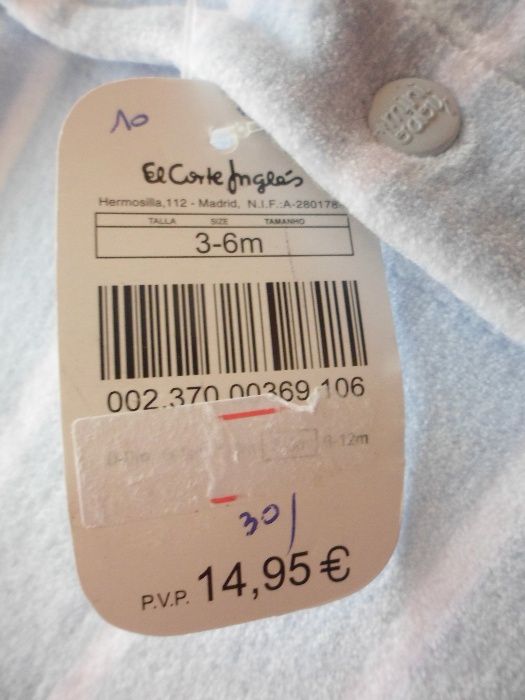 10
El Corte Inglés
Hermosilla,112 - Madrid, N.I.F.:A-280178-
TALLA SIZE TAMANHO
3-6m
002.370 00369 106
-12m
30/
P.V.P. 14,95 €